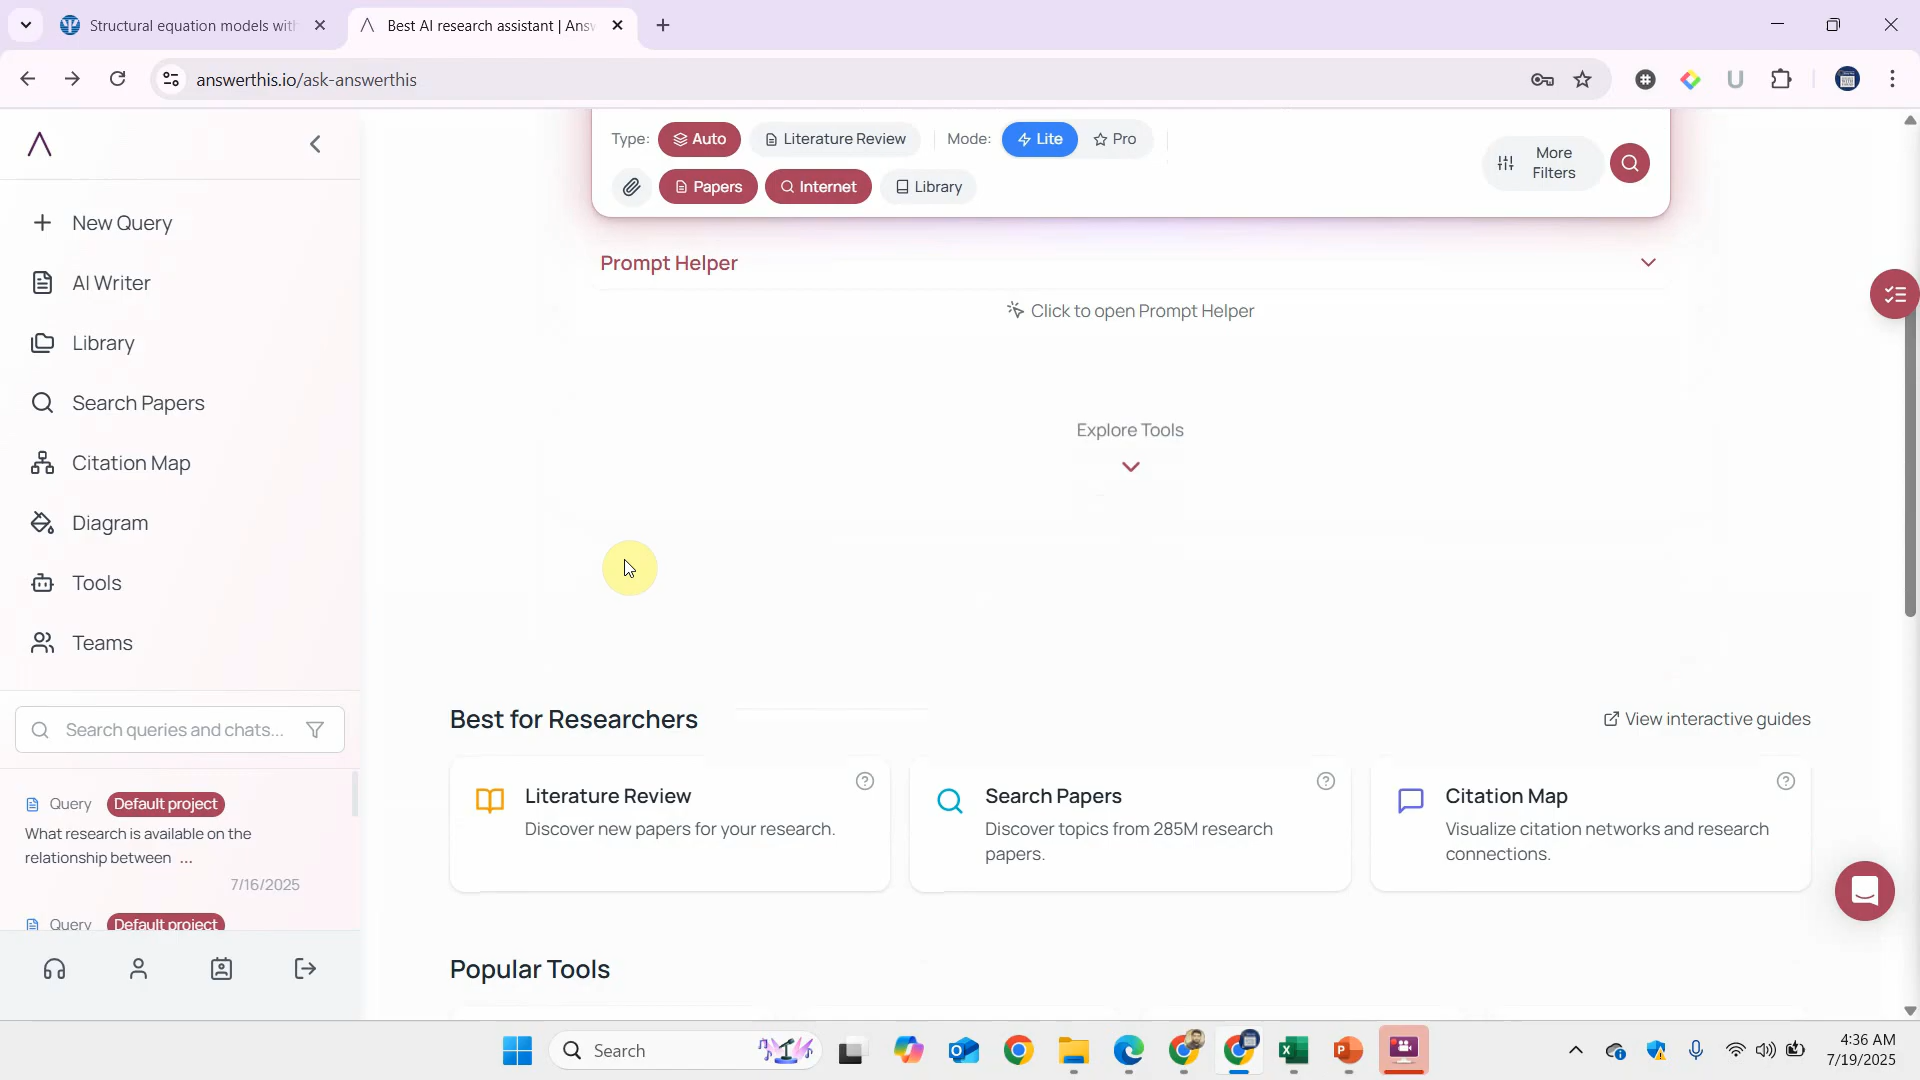 Structural equation models with
Best AI research assistant | Answ
answerthis.io/ask-answerthis
Type:
Auto
Literature Review
Mode:
Lite
Pro
Papers
Internet
Library
More
Filters
New Query
AI Writer
Library
Search Papers
Citation Map
Diagram
Tools
Teams
Search queries and chats...
Query
Default project
What research is available on the
relationship between ...
7/16/2025
Query
Default project
Prompt Helper
Click to open Prompt Helper
Explore Tools
Best for Researchers
View interactive guides
Literature Review
Discover new papers for your research.
Search Papers
Discover topics from 285M research
papers.
Citation Map
Visualize citation networks and research
connections.
Popular Tools
Search
4:36 AM
7/19/2025